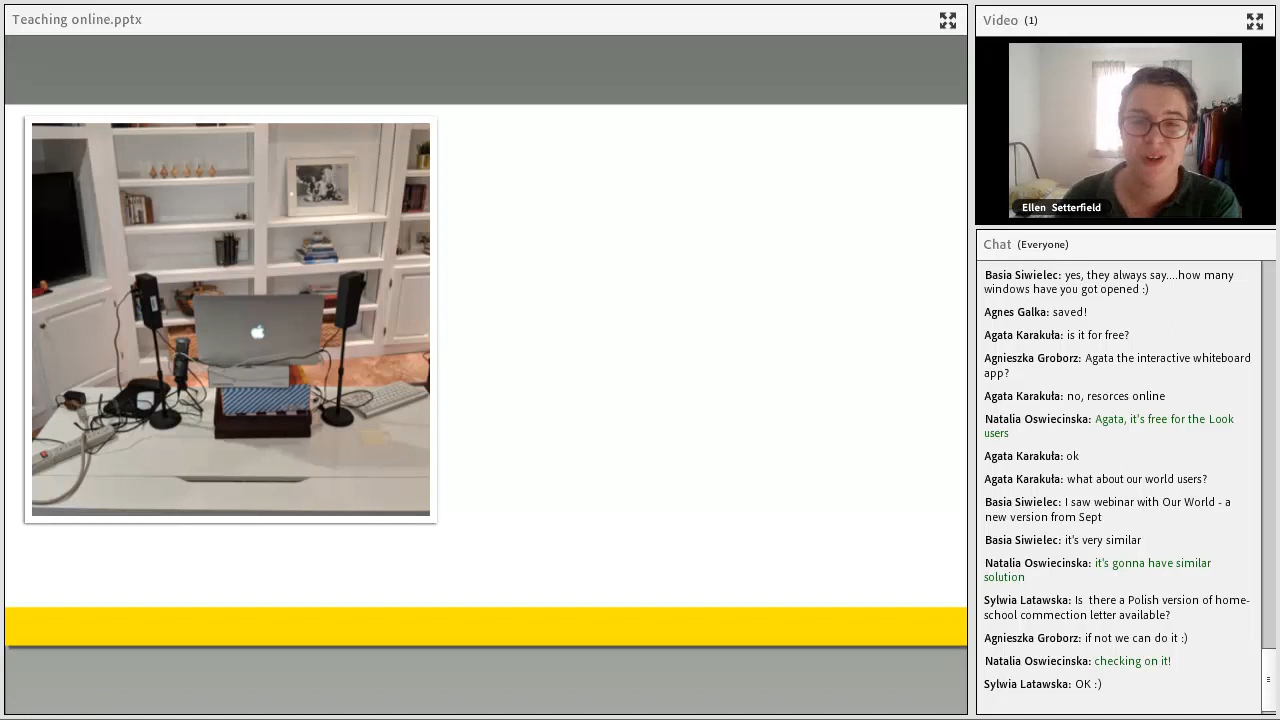 Teaching online.pptx
Video (1)
Ellen Setterfield
Chat (Everyone)
Basia Siwielec: yes, they always say....how many
windows have you got opened :)
Agnes Galka: saved!
Agata Karakuła: is it for free?
Agnieszka Groborz: Agata the interactive whiteboard
app?
Agata Karakuła: no, resorces online
Natalia Oswiecinska: Agata, it's free for the Look
users
Agata Karakuła: ok
Agata Karakuła: what about our world users?
Basia Siwielec: I saw webinar with Our World - a
new version from Sept
Basia Siwielec: it's very similar
Natalia Oswiecinska: it's gonna have similar
solution
Sylwia Latawska: Is there a Polish version of home-
school commection letter available?
Agnieszka Groborz: if not we can do it :)
Natalia Oswiecinska: checking on it!
Sylwia Latawska: OK :)